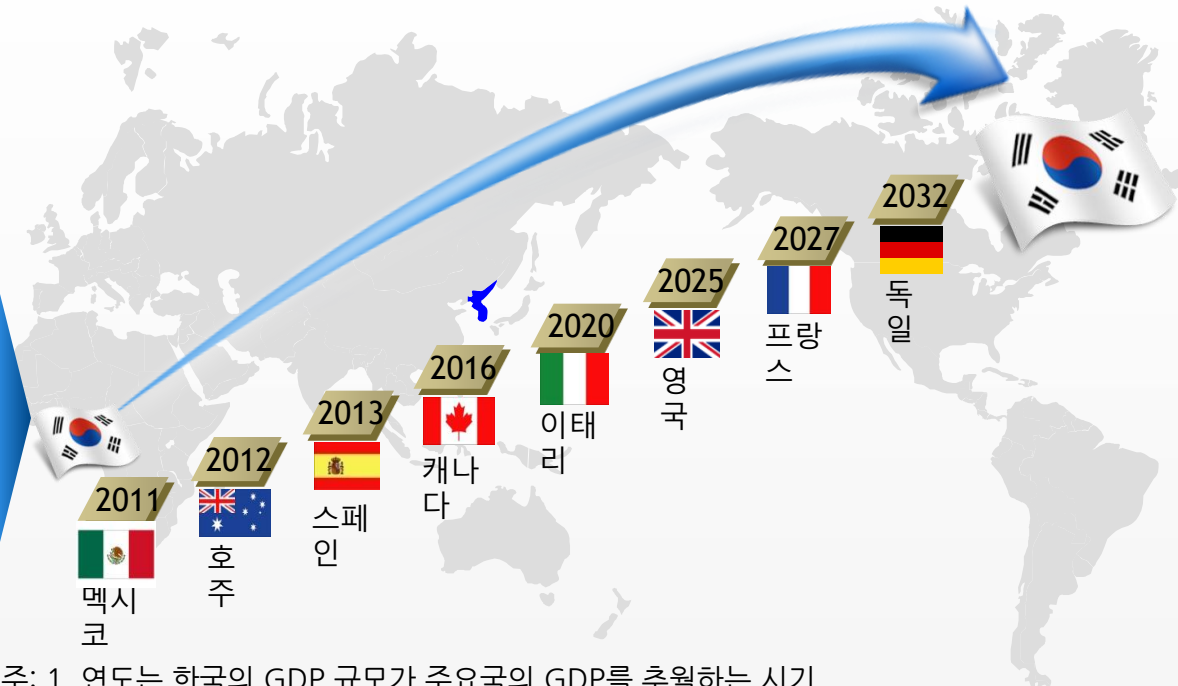 2032
독
일
2027
프랑
스
2025
영
국
2020
이태
리
2016
캐나
다
2013
스페
인
2012
호
주
2011
멕시
코
주: 1. 연도는 한국의 GDP 규모가 주요국의 GDP를 추월하는 시기